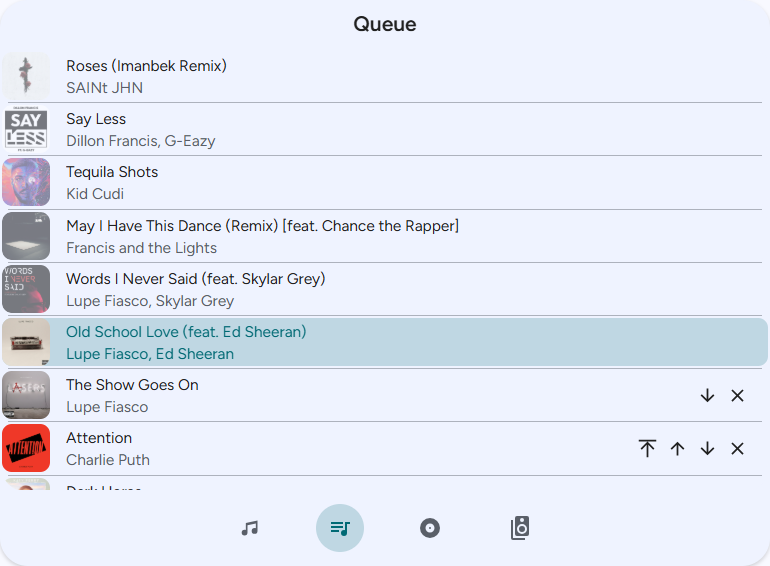 Queue
Roses (Imanbek Remix)
SAINt JHN
SAY
LESS
Say Less
Dillon Francis, G-Eazy
Tequila Shots
Kid Cudi
May I Have This Dance (Remix) [feat. Chance the Rapper]
Francis and the Lights
WORDS
I NEVER
SAID
Words I Never Said (feat. Skylar Grey)
Lupe Fiasco, Skylar Grey
Old School Love (feat. Ed Sheeran)
Lupe Fiasco, Ed Sheeran
LASERS
The Show Goes On
Lupe Fiasco
ATTENTION
Attention
Charlie Puth
Dark Horse